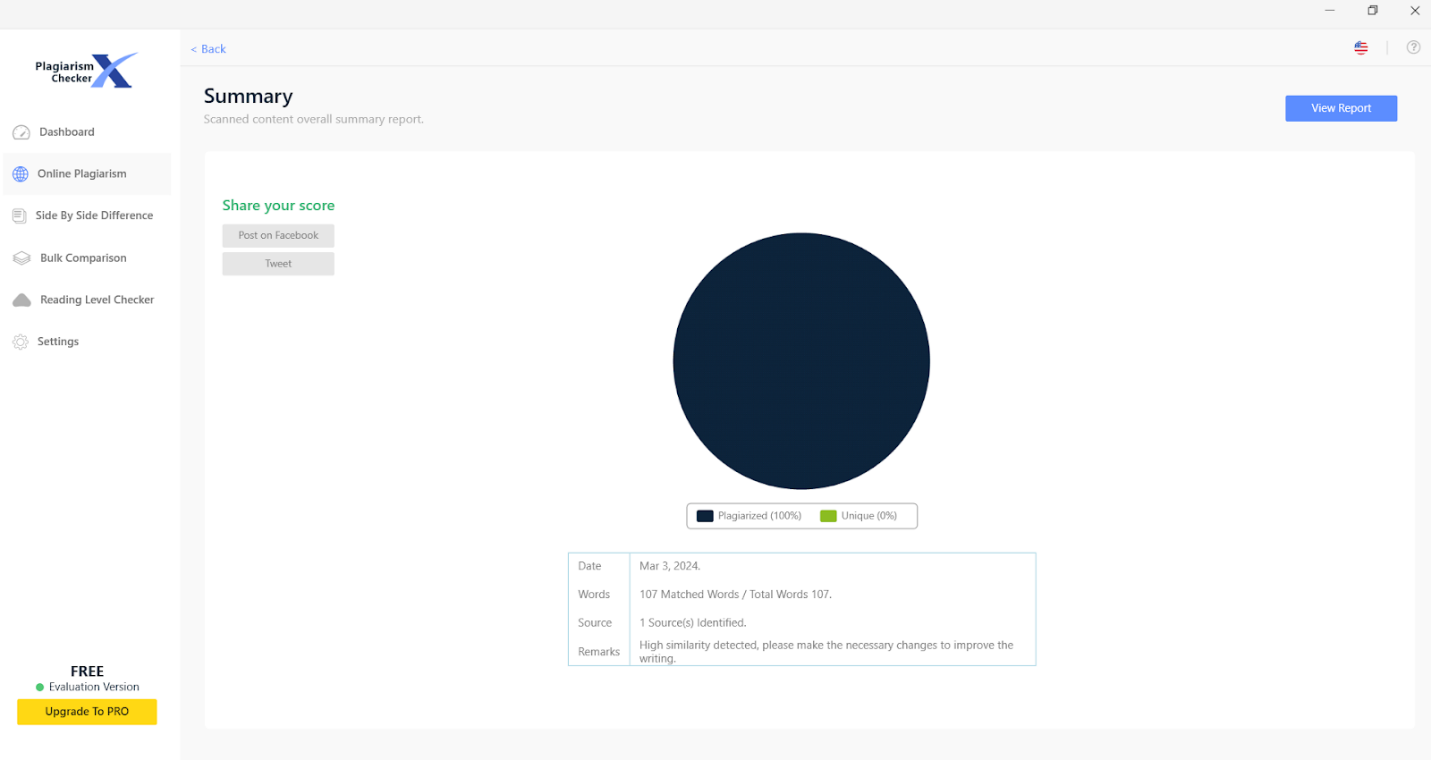 < Back
Plagiarism
Checker
Dashboard
Online Plagiarism
Side By Side Difference
Bulk Comparison
Reading Level Checker
Settings
FREE
Evaluation Version
Upgrade To PRO
Summary
Scanned content overall summary report.
View Report
Share your score
Post on Facebook
Tweet
Plagiarized (100%) Unique (0%)
Date Mar 3, 2024.
Words 107 Matched Words / Total Words 107.
Source 1 Source(s) Identified.
Remarks High similarity detected, please make the necessary changes to improve the
writing.